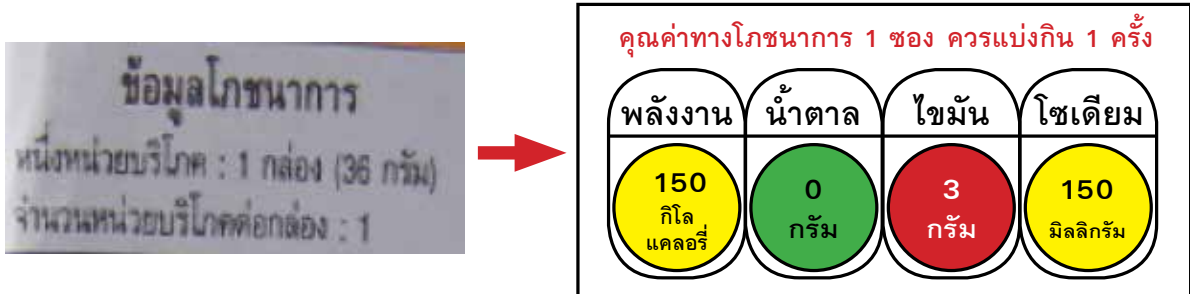 ข้อมูลโภชนาการ
หนึ่งหน่วยบริโภค : 1 กล่อง (36 กรัม)
จำนวนหน่วยบริโภคต่อกล่อง : 1
คุณค่าทางโภชนาการ 1 ซอง ควรแบ่งกิน 1 ครั้ง
พลังงาน น้ำตาล ไขมัน โซเดียม
150 0 3 150
กิโล กรัม กรัม มิลลิกรัม
แคลอรี่